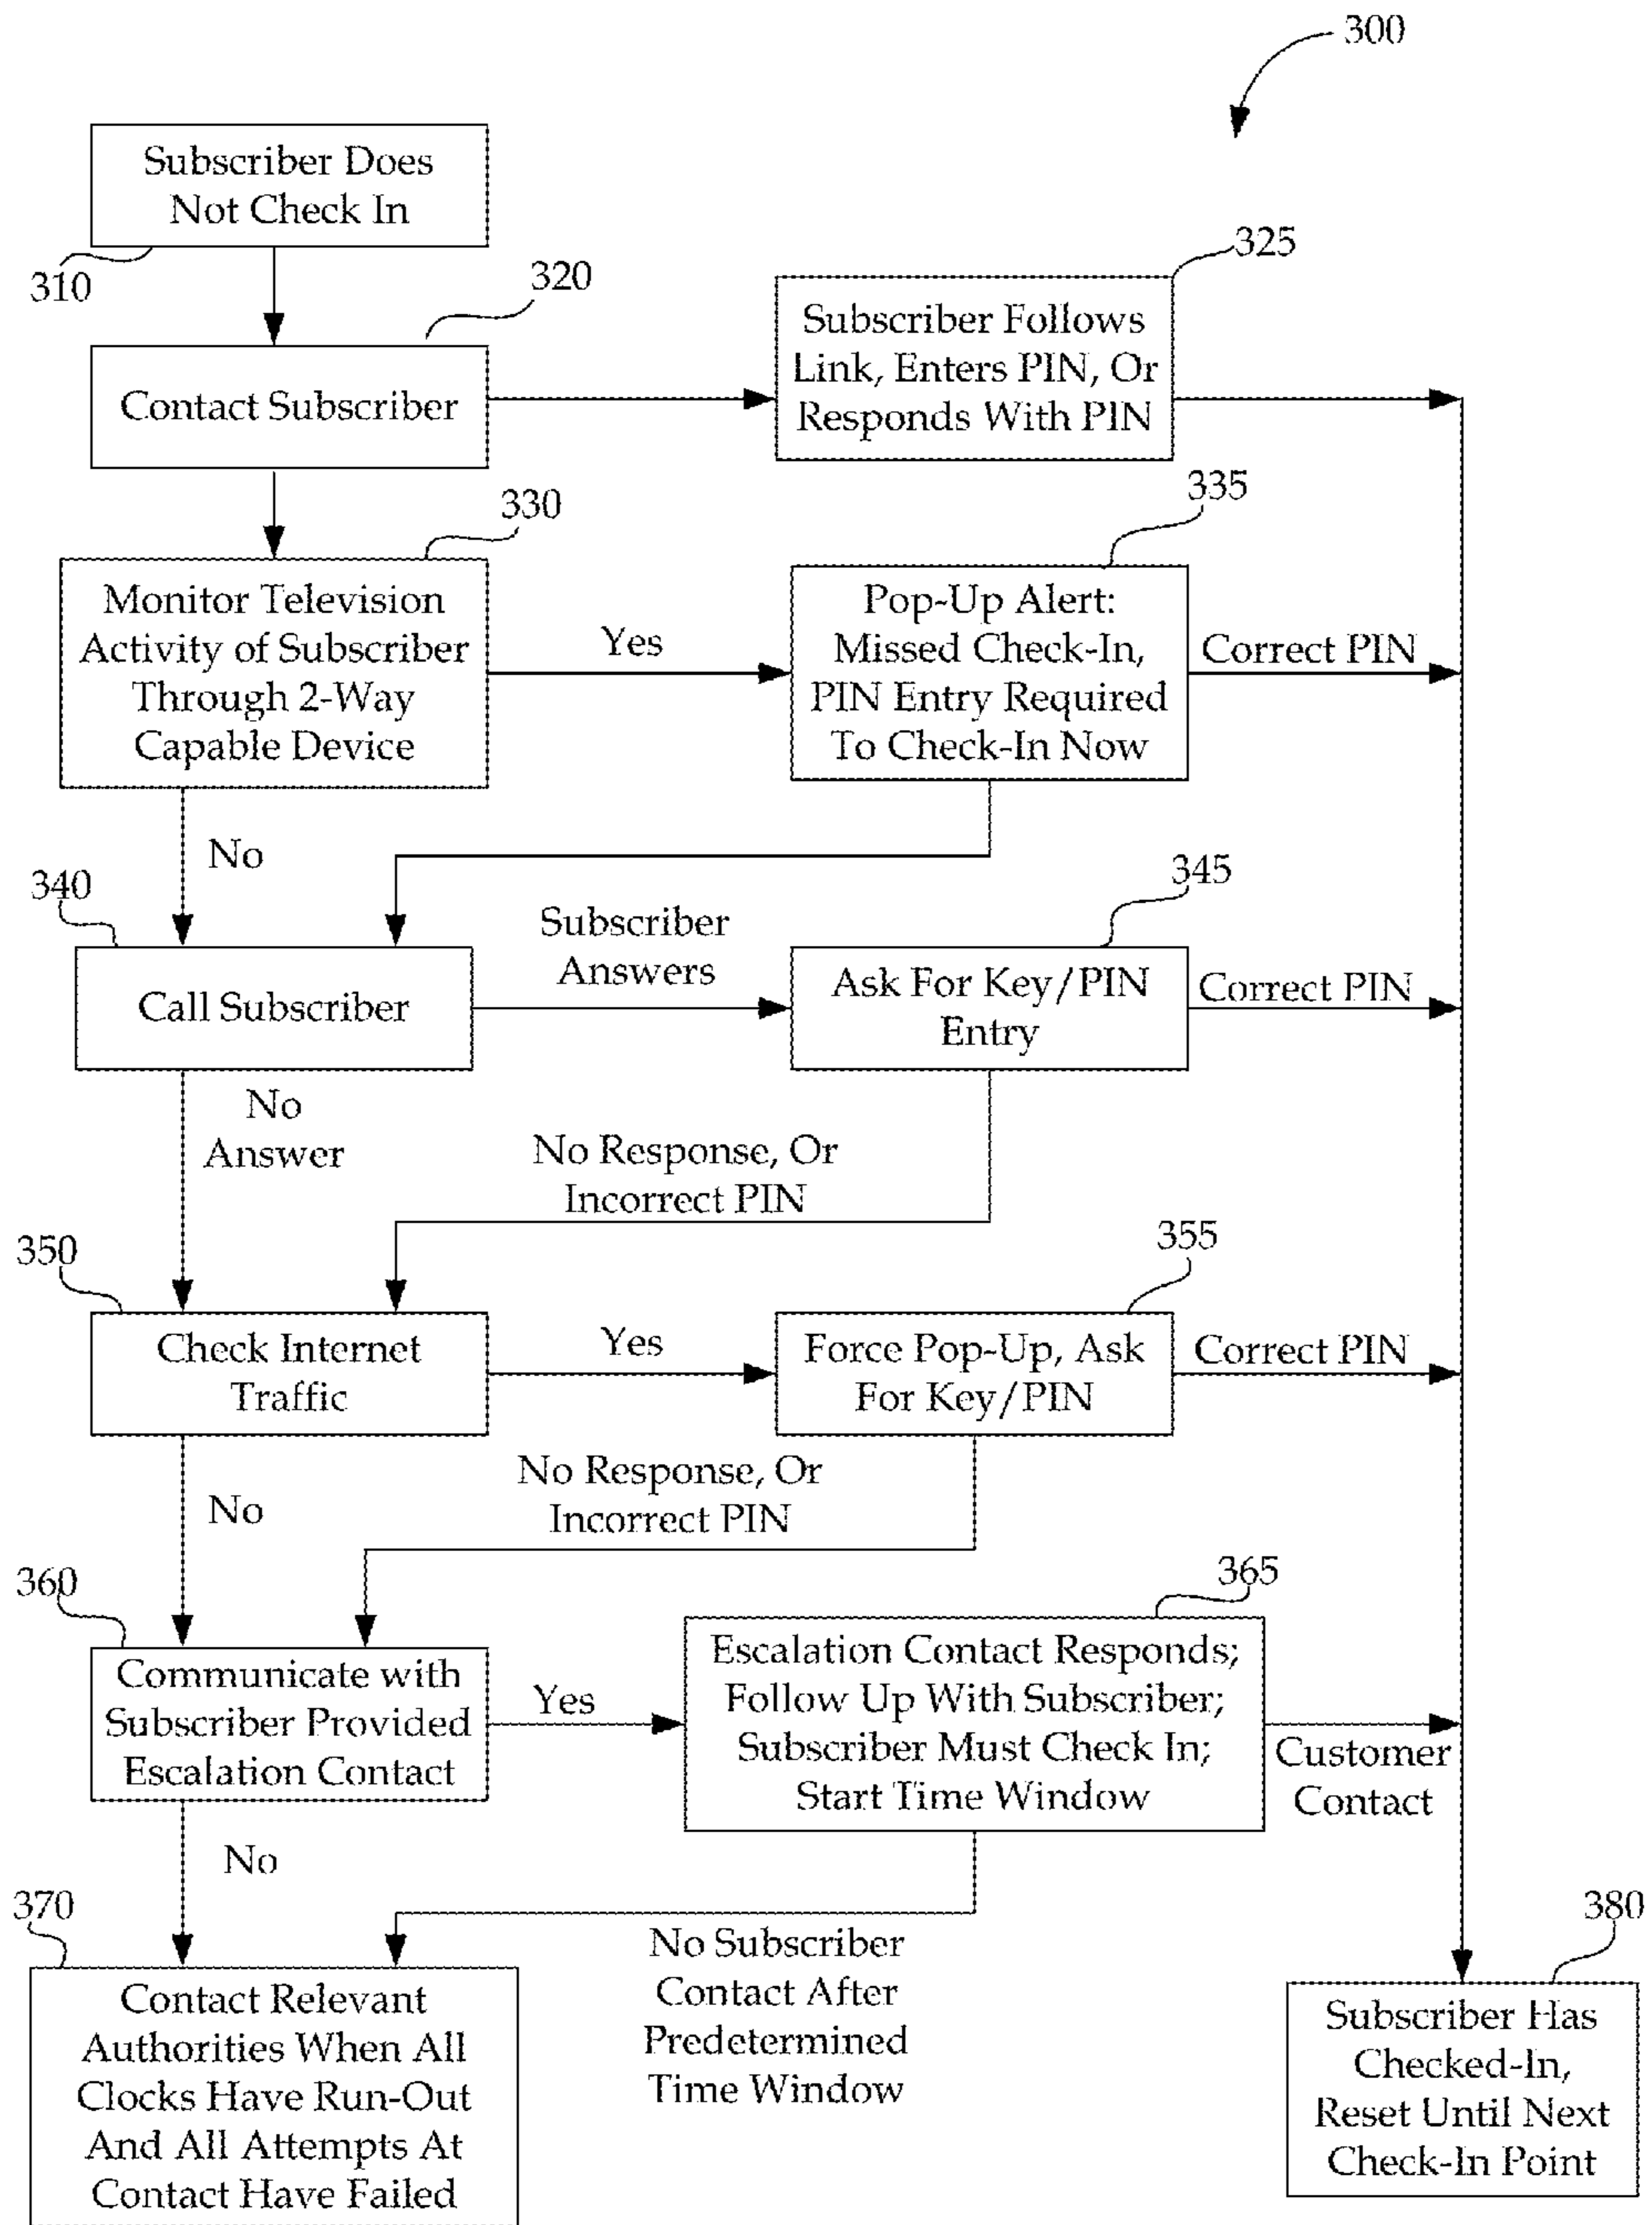 300
Subscriber Does
Not Check In
310
320
Contact Subscriber
325
Subscriber Follows
Link, Enters PIN, Or
Responds With PIN
330
Monitor Television
Activity of Subscriber
Through 2-Way
Capable Device
Yes
No
335
Pop-Up Alert:
Missed Check-In,
PIN Entry Required
To Check-In Now
Correct PIN
340
Call Subscriber
Subscriber
Answers
No
Answer
345
Ask For Key/PIN
Entry
Correct PIN
No Response, Or
Incorrect PIN
350
Check Internet
Traffic
Yes
No
355
Force Pop-Up, Ask
For Key/PIN
Correct PIN
No Response, Or
Incorrect PIN
360
Communicate with
Subscriber Provided
Escalation Contact
Yes
No
365
Escalation Contact Responds;
Follow Up With Subscriber;
Subscriber Must Check In;
Start Time Window
Customer
Contact
No Subscriber
Contact After
Predetermined
Time Window
370
Contact Relevant
Authorities When All
Clocks Have Run-Out
And All Attempts At
Contact Have Failed
380
Subscriber Has
Checked-In,
Reset Until Next
Check-In Point